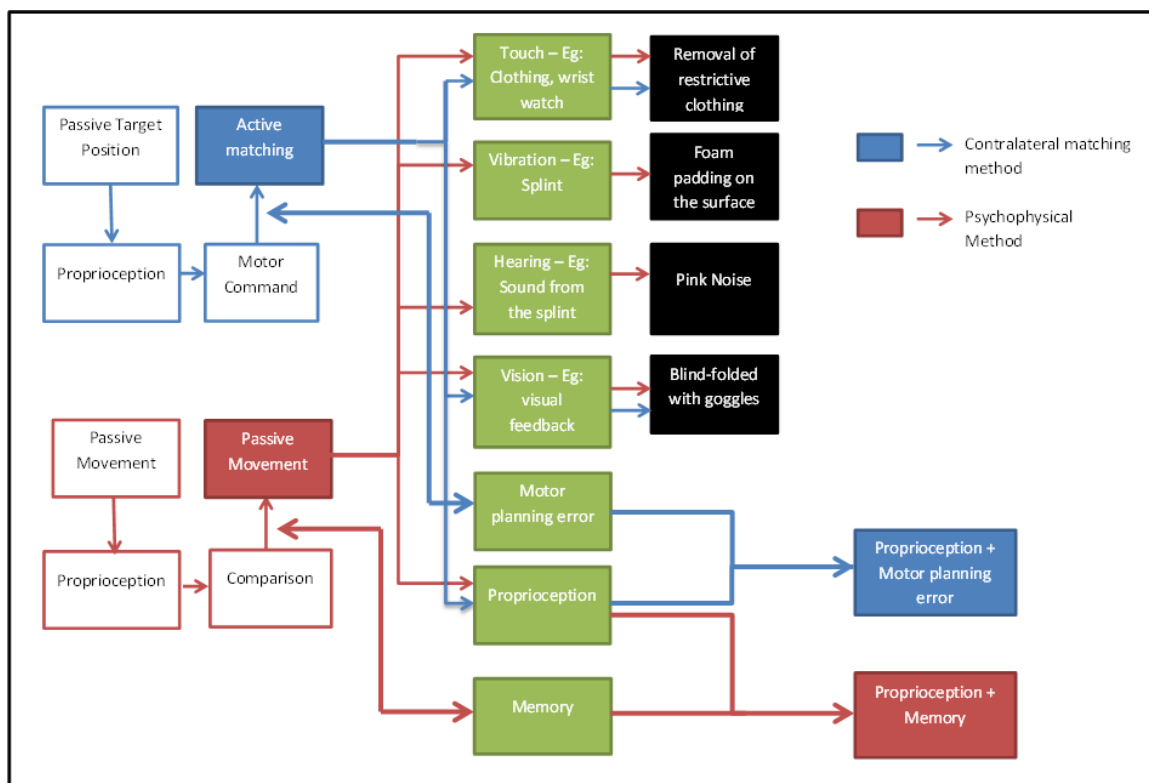 Touch – Eg:
Clothing, wrist
watch
Removal of
restrictive
clothing
Passive Target
Position
Active
matching
Contralateral matching
method
Vibration – Eg:
Splint
Foam
padding on
the surface
Psychophysical
Method
Proprioception
Motor
Command
Hearing – Eg:
Sound from
the splint
Pink Noise
Vision – Eg:
visual
feedback
Blind-folded
with goggles
Passive
Movement
Passive
Movement
Motor
planning error
Proprioception
Comparison
Proprioception
Proprioception +
Motor planning
error
Memory
Proprioception +
Memory